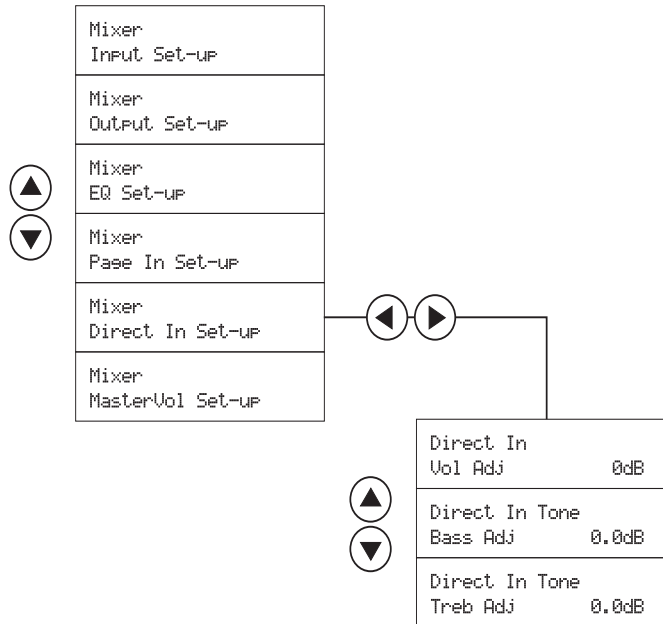 Mixer
Input Set-up
Mixer
Output Set-up
Mixer
EQ Set-up
Mixer
Page In Set-up
Mixer
Direct In Set-up
Mixer
MasterVol Set-up
Direct In
Vol Adj 0dB
Direct In Tone
Bass Adj 0.0dB
Direct In Tone
Treb Adj 0.0dB